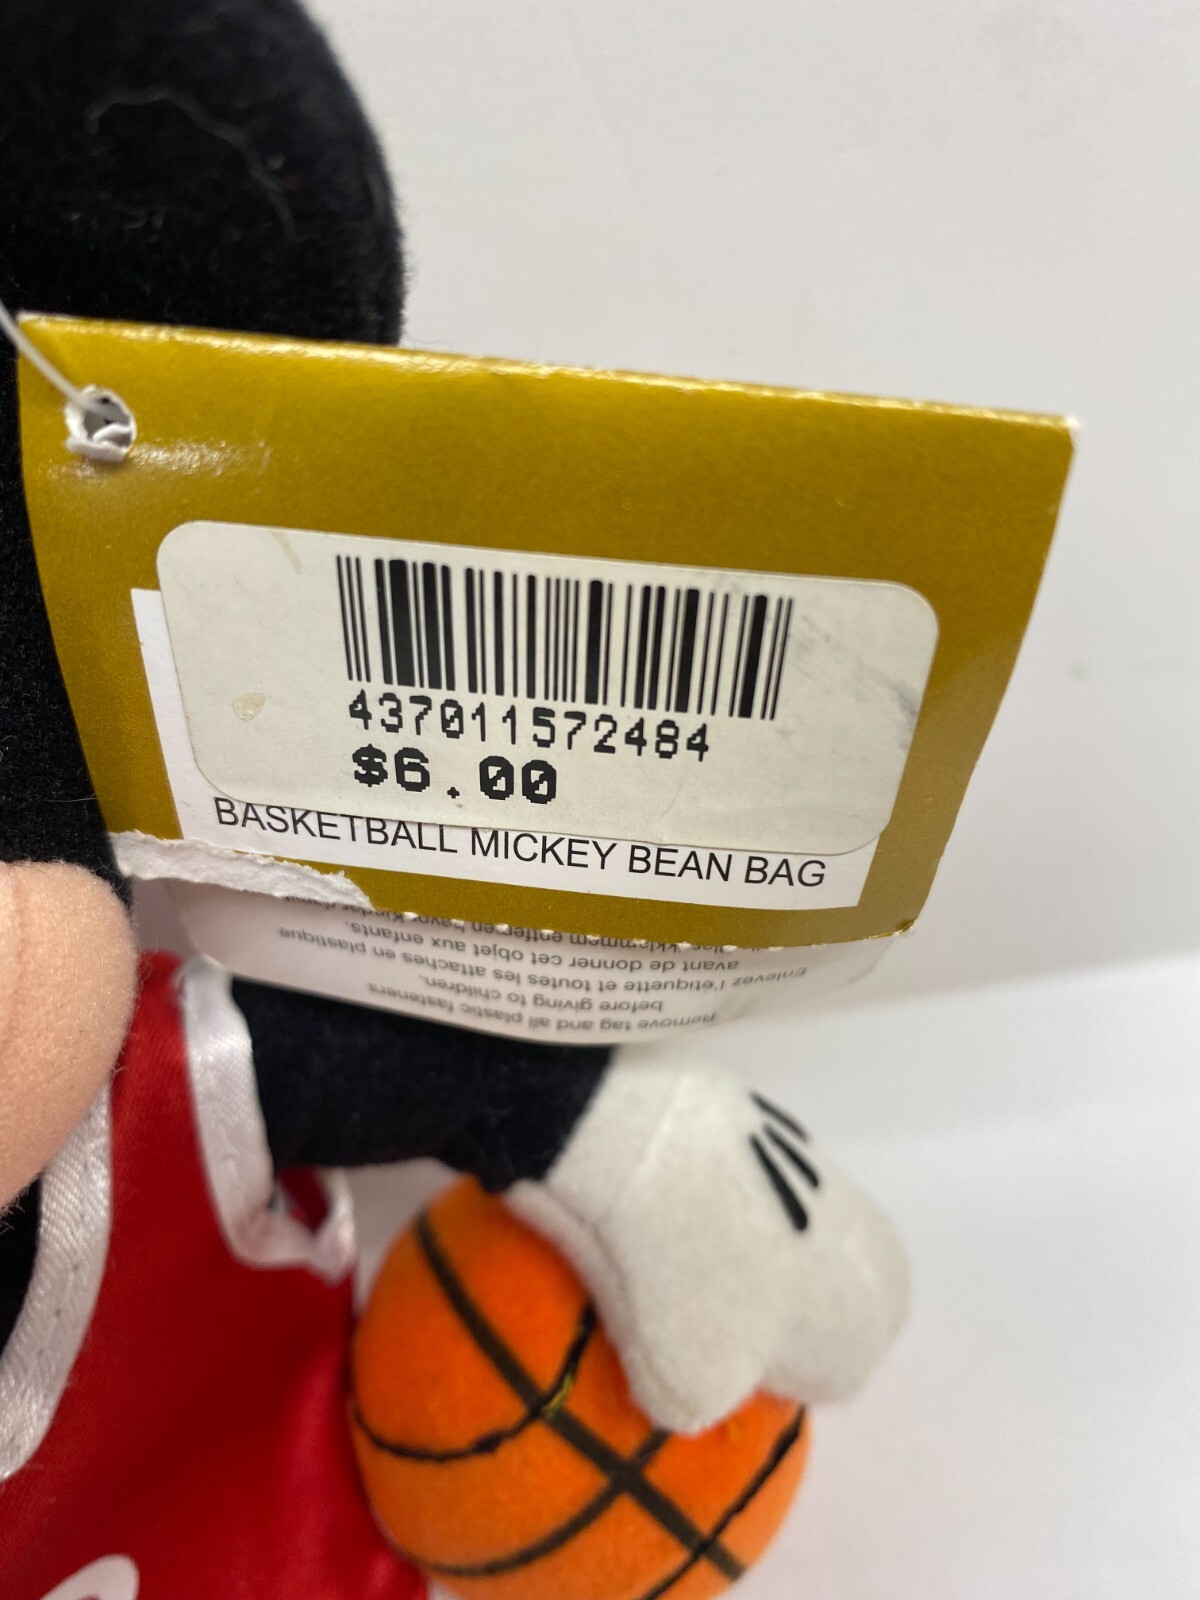 437011572484
$6.00
BASKETBALL MICKEY BEAN BAG
Remove tag and all plastic fasteners
before giving to children.
Enlevez l'étiquette et toutes les attaches en plastique
avant de donner cet objet aux enfants.